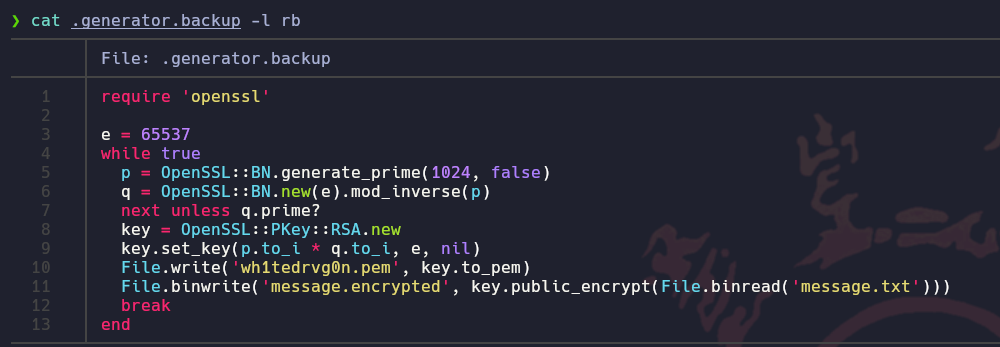 ❯ cat .generator.backup -l rb
File: .generator.backup
1 require 'openssl'
2
3 e = 65537
4 while true
5   p = OpenSSL::BN.generate_prime(1024, false)
6   q = OpenSSL::BN.new(e).mod_inverse(p)
7   next unless q.prime?
8   key = OpenSSL::PKey::RSA.new
9   key.set_key(p.to_i * q.to_i, e, nil)
10   File.write('wh1tedrvg0n.pem', key.to_pem)
11   File.binwrite('message.encrypted', key.public_encrypt(File.binread('message.txt')))
12   break
13 end